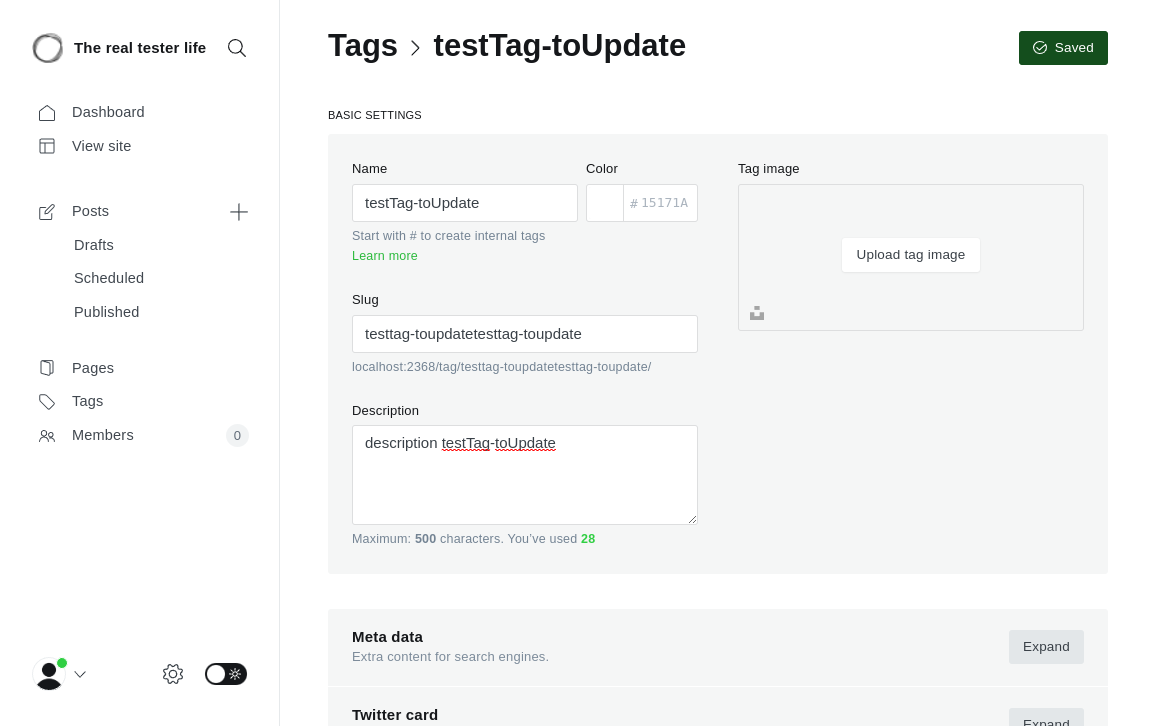 The real tester life
Dashboard
View site
Posts
Drafts
Scheduled
Published
Pages
Tags
Members
0
Tags > testTag-toUpdate
Saved
BASIC SETTINGS
Name
testTag-toUpdate
Start with # to create internal tags
Learn more
Color
# 15171A
Slug
testtag-toupdatetesttag-toupdate
localhost:2368/tag/testtag-toupdatetesttag-toupdate/
Description
description testTag-toUpdate
Maximum: 500 characters. You’ve used 28
Tag image
Upload tag image
Meta data
Extra content for search engines.
Expand
Twitter card
Expand